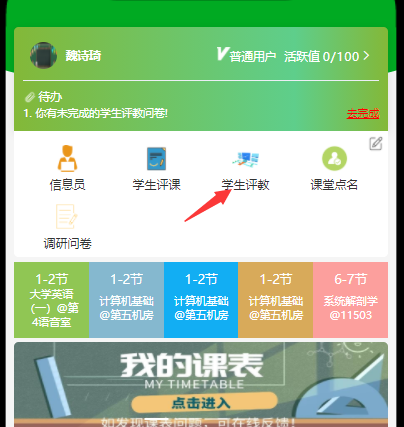 魏诗琦
V普通用户 活跃值 0/100 >
待办
1. 你有未完成的学生评教问卷!
去完成
信息员
学生评课
学生评教
课堂点名
调研问卷
1-2节
大学英语
（一）@第
4语音室
1-2节
计算机基础
@第五机房
1-2节
计算机基础
@第五机房
1-2节
计算机基础
@第五机房
6-7节
系统解剖学
@11503
我的课表
MY TIMETABLE
点击进入
如发现课表问题，可在线反馈！